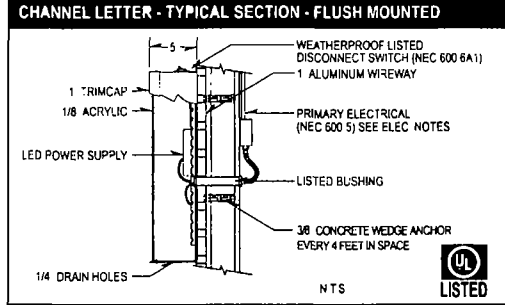 CHANNEL LETTER - TYPICAL SECTION - FLUSH MOUNTED
5
WEATHERPROOF LISTED
DISCONNECT SWITCH (NEC 600 6A1)
1 ALUMINUM WIREWAY
1 TRIMCAP
1/8 ACRYLIC
PRIMARY ELECTRICAL
(NEC 600 5) SEE ELEC NOTES
LED POWER SUPPLY
LISTED BUSHING
3/8 CONCRETE WEDGE ANCHOR
EVERY 4 FEET IN SPACE
1/4 DRAIN HOLES
NTS
UL
LISTED